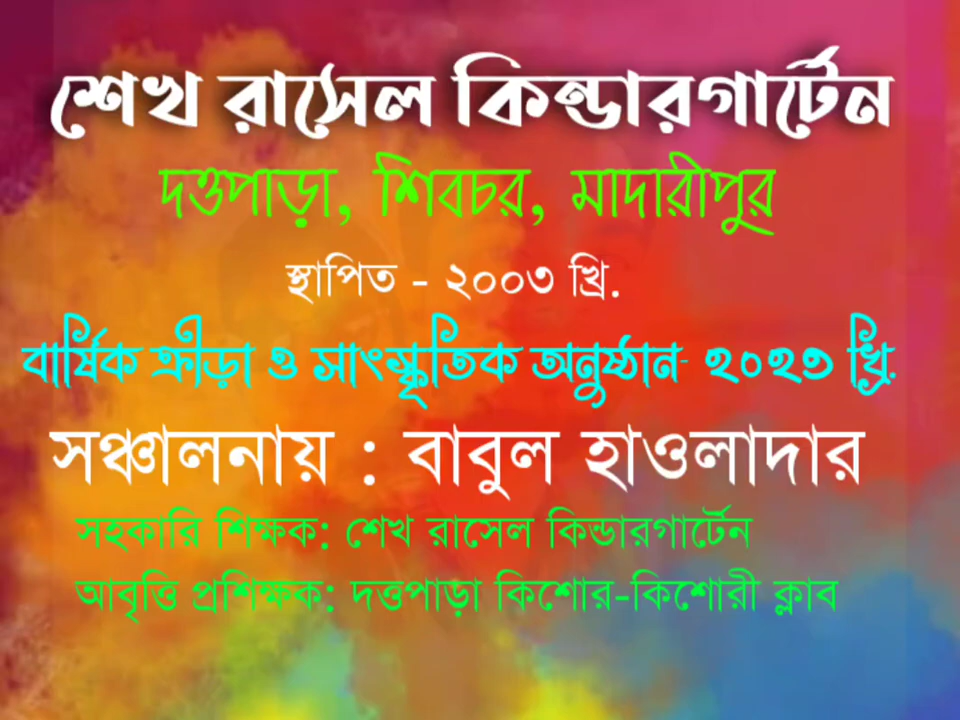 শেখ রাসেল কিন্ডারগার্টেন
দত্তপাড়া, শিবচর, মাদারীপুর
স্থাপিত - ২০০৩ খ্রি.
বার্ষিক ক্রীড়া ও সাংস্কৃতিক অনুষ্ঠান- ২০২৩ খ্রি.
সঞ্চালনায় : বাবুল হাওলাদার
সহকারি শিক্ষক: শেখ রাসেল কিন্ডারগার্টেন
আবৃত্তি প্রশিক্ষক: দত্তপাড়া কিশোর-কিশোরী ক্লাব